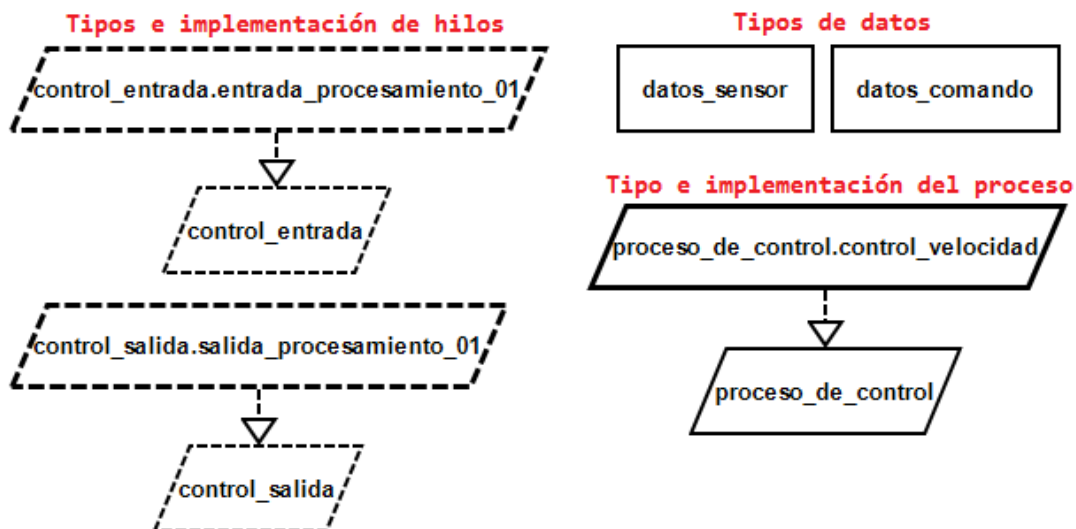 Tipos e implementación de hilos
control_entrada.entrada_procesamiento_01
control_entrada
control_salida.salida_procesamiento_01
control_salida
Tipos de datos
datos_sensor
datos_comando
Tipo e implementación del proceso
proceso_de_control.control_velocidad
proceso_de_control